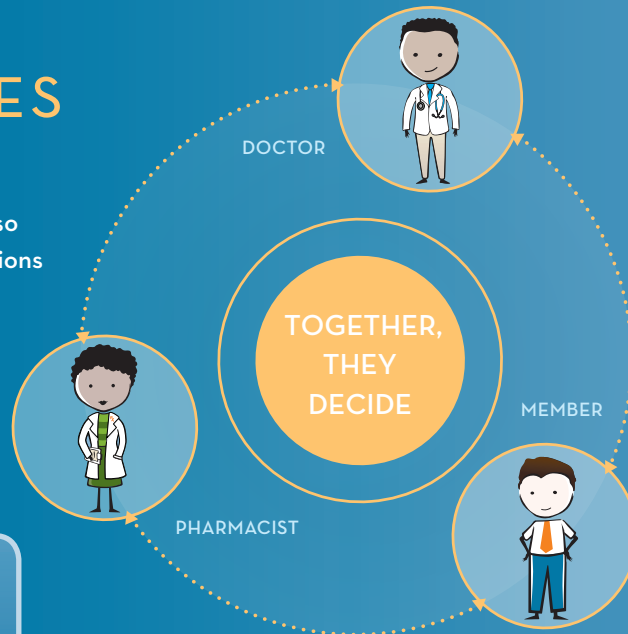 ES
so
ions
DOCTOR
TOGETHER,
THEY
DECIDE
MEMBER
PHARMACIST